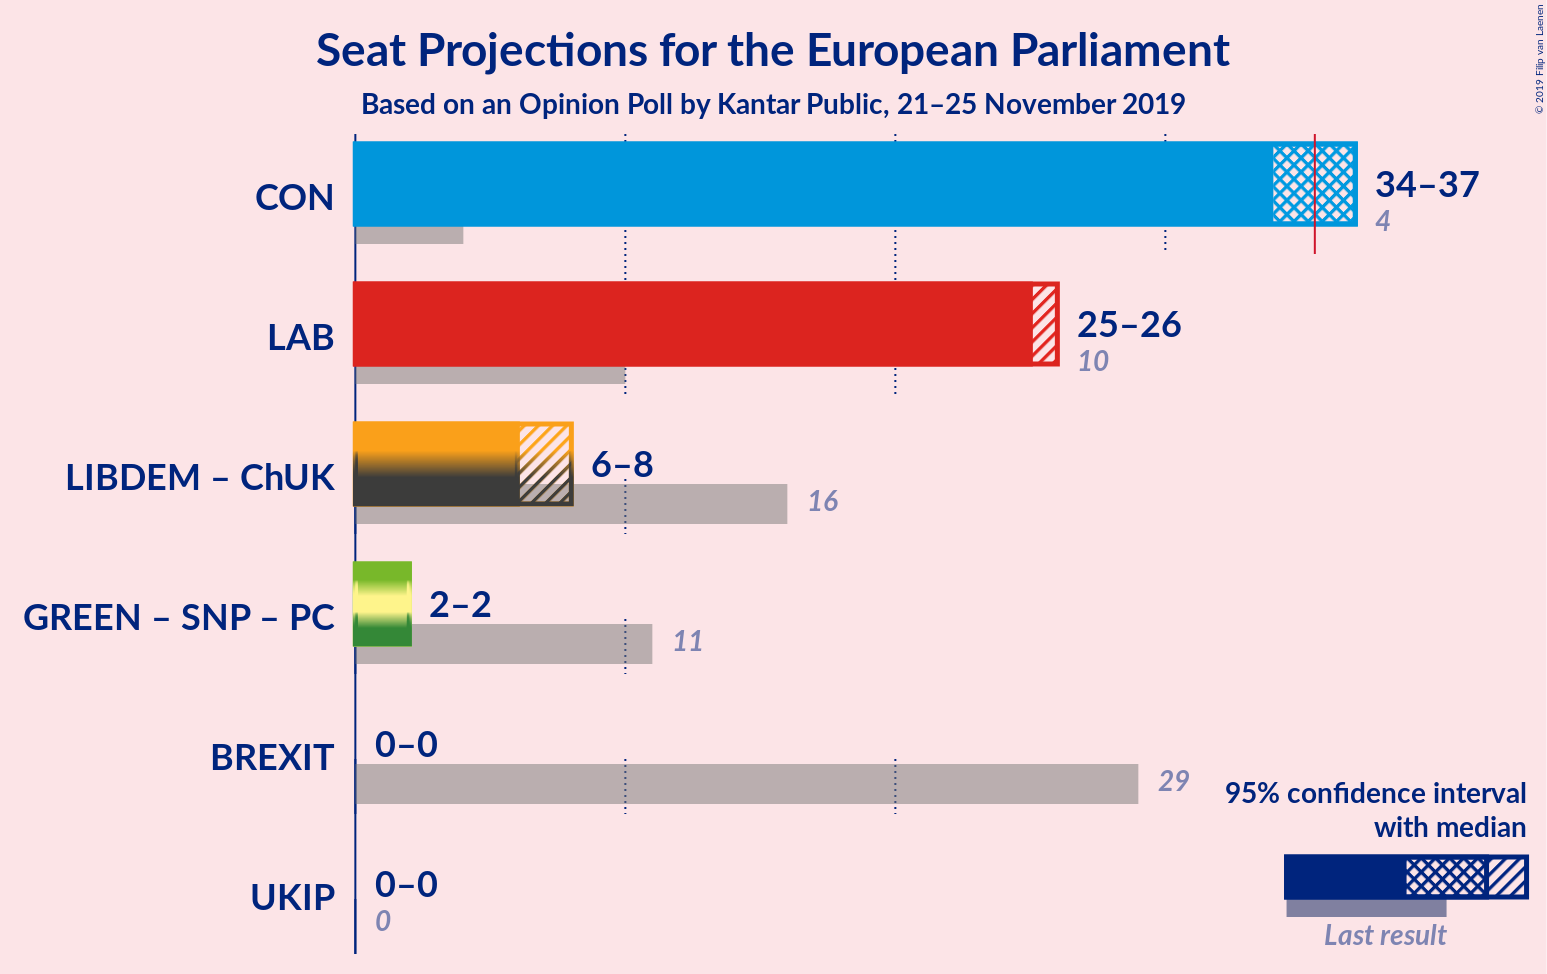 Seat Projections for the European Parliament
Based on an Opinion Poll by Kantar Public, 21–25 November 2019
© 2019 Filip van Laenen
CON
34–37
4
LAB
25–26
10
LIBDEM – ChUK
6–8
16
GREEN – SNP – PC
2–2
11
BREXIT
0–0
29
UKIP
0–0
0
95% confidence interval
with median
Last result